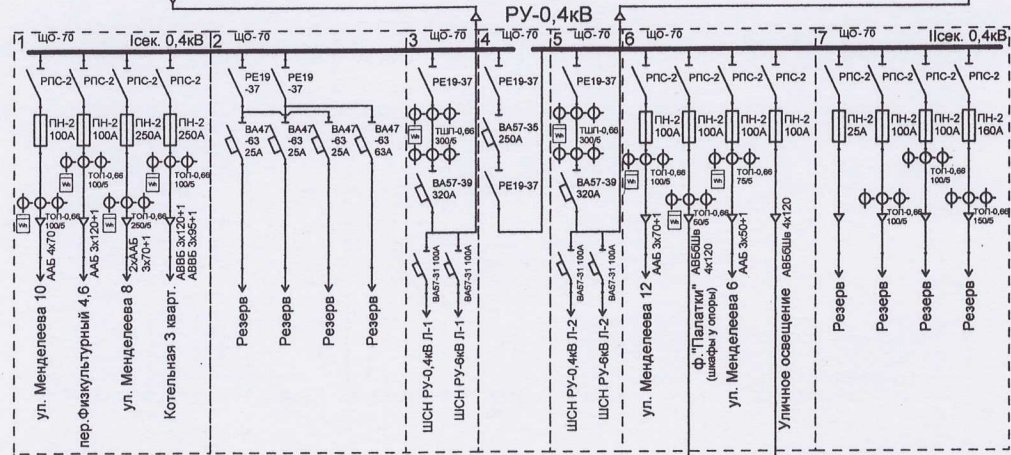 РУ-0,4кВ
1 ЩО-70 Iсек. 0,4кВ
2 ЩО-70
3 ЩО-70
4 ЩО-70
5 ЩО-70
6 ЩО-70
7 ЩО-70 IIсек. 0,4кВ
РПС-2
РПС-2
РПС-2
РПС-2
ПН-2
100А
ПН-2
100А
ПН-2
250А
ПН-2
250А
Wh
Wh
Wh
ТОП-0,66
100/5
ТОП-0,66
100/5
ТОП-0,66
250/5
ул. Менделеева 10
ААБ 4х70
пер.Физкультурный 4,6
ААБ 3х120+1
ул. Менделеева 8
2хААБ
3х70+1
Котельная 3 кварт.
АВВБ 3х120+1
АВВБ 3х95+1
РЕ19
-37
РЕ19
-37
ВА47
-63
25А
ВА47
-63
25А
ВА47
-63
25А
ВА47
-63
63А
Резерв
Резерв
Резерв
Резерв
РЕ19-37
Wh
ТШП-0,66
300/5
ВА57-39
320А
ВА57-31 100А
ВА57-31 100А
ШСН РУ-0,4кВ Л-1
ШСН РУ-6кВ Л-1
РЕ19-37
ВА57-35
250А
РЕ19-37
РЕ19-37
Wh
ТШП-0,66
300/5
ВА57-39
320А
ВА57-31 100А
ВА57-31 100А
ШСН РУ-0,4кВ Л-2
ШСН РУ-6кВ Л-2
РПС-2
РПС-2
РПС-2
РПС-2
ПН-2
100А
ПН-2
100А
ПН-2
100А
ПН-2
100А
Wh
Wh
Wh
ТОП-0,66
100/5
ТОП-0,66
75/5
ТОП-0,66
50/5
ул. Менделеева 12
ААБ 3х70+1
ф."Палатки"
(шкафы у опоры)
АВБбШв
4х120
ул. Менделеева 6
ААБ 3х50+1
Уличное освещение
АВБбШв 4х120
РПС-2
РПС-2
РПС-2
РПС-2
ПН-2
25А
ПН-2
100А
ПН-2
100А
ПН-2
160А
ТОП-0,66
100/5
ТОП-0,66
100/5
ТОП-0,66
150/5
Резерв
Резерв
Резерв
Резерв